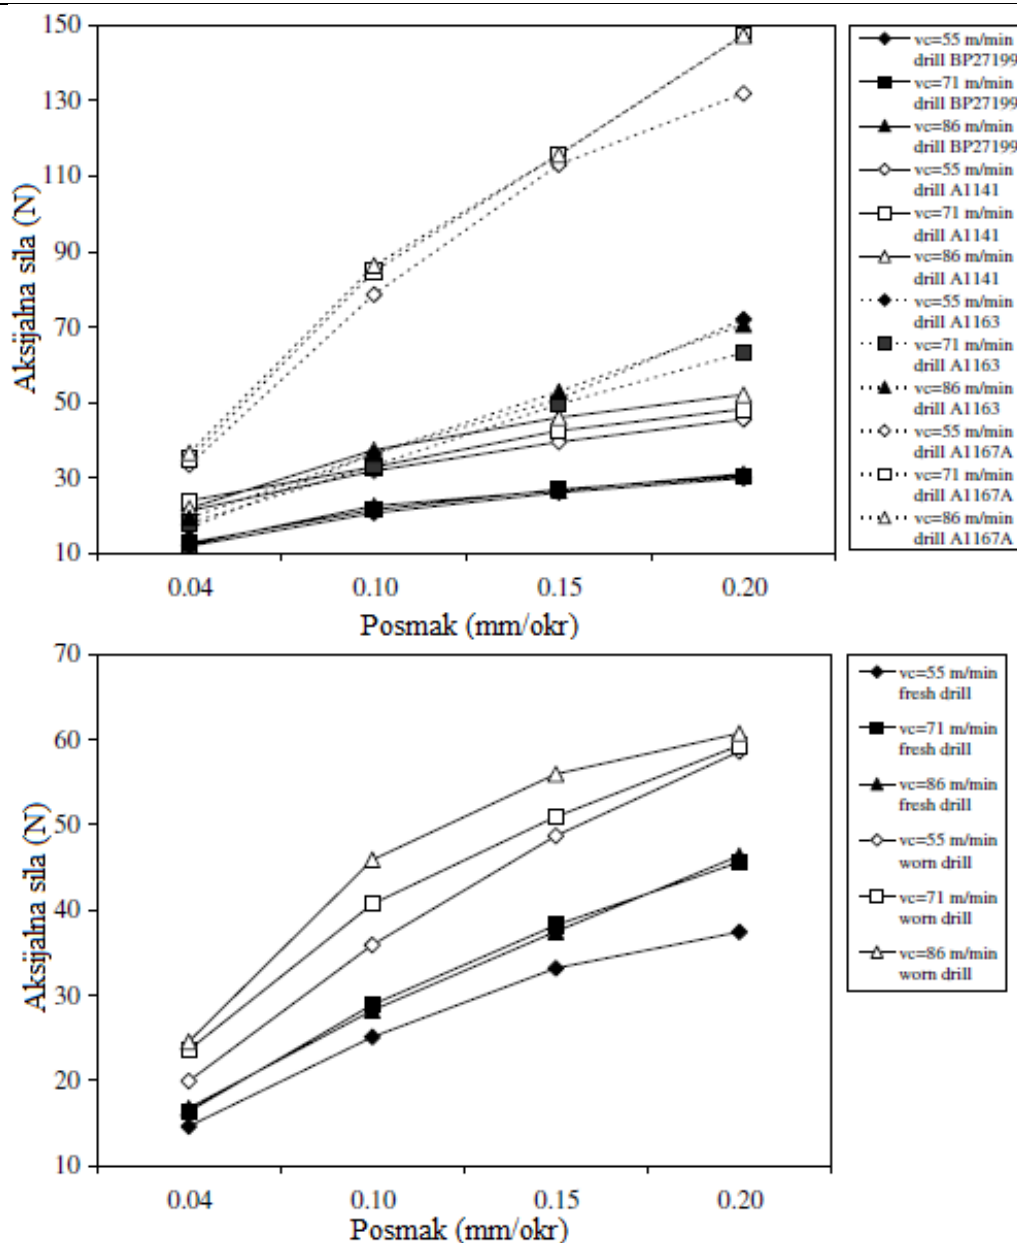 150
130
110
90
70
50
30
10
Aksijalna sila (N)
0.04 0.10 0.15 0.20
Posmak (mm/okr)
vc=55 m/min
drill BP27199
vc=71 m/min
drill BP27199
vc=86 m/min
drill BP27199
vc=55 m/min
drill A1141
vc=71 m/min
drill A1141
vc=86 m/min
drill A1141
vc=55 m/min
drill A1163
vc=71 m/min
drill A1163
vc=86 m/min
drill A1163
vc=55 m/min
drill A1167A
vc=71 m/min
drill A1167A
vc=86 m/min
drill A1167A
70
60
50
40
30
20
10
Aksijalna sila (N)
0.04 0.10 0.15 0.20
Posmak (mm/okr)
vc=55 m/min
fresh drill
vc=71 m/min
fresh drill
vc=86 m/min
fresh drill
vc=55 m/min
worn drill
vc=71 m/min
worn drill
vc=86 m/min
worn drill